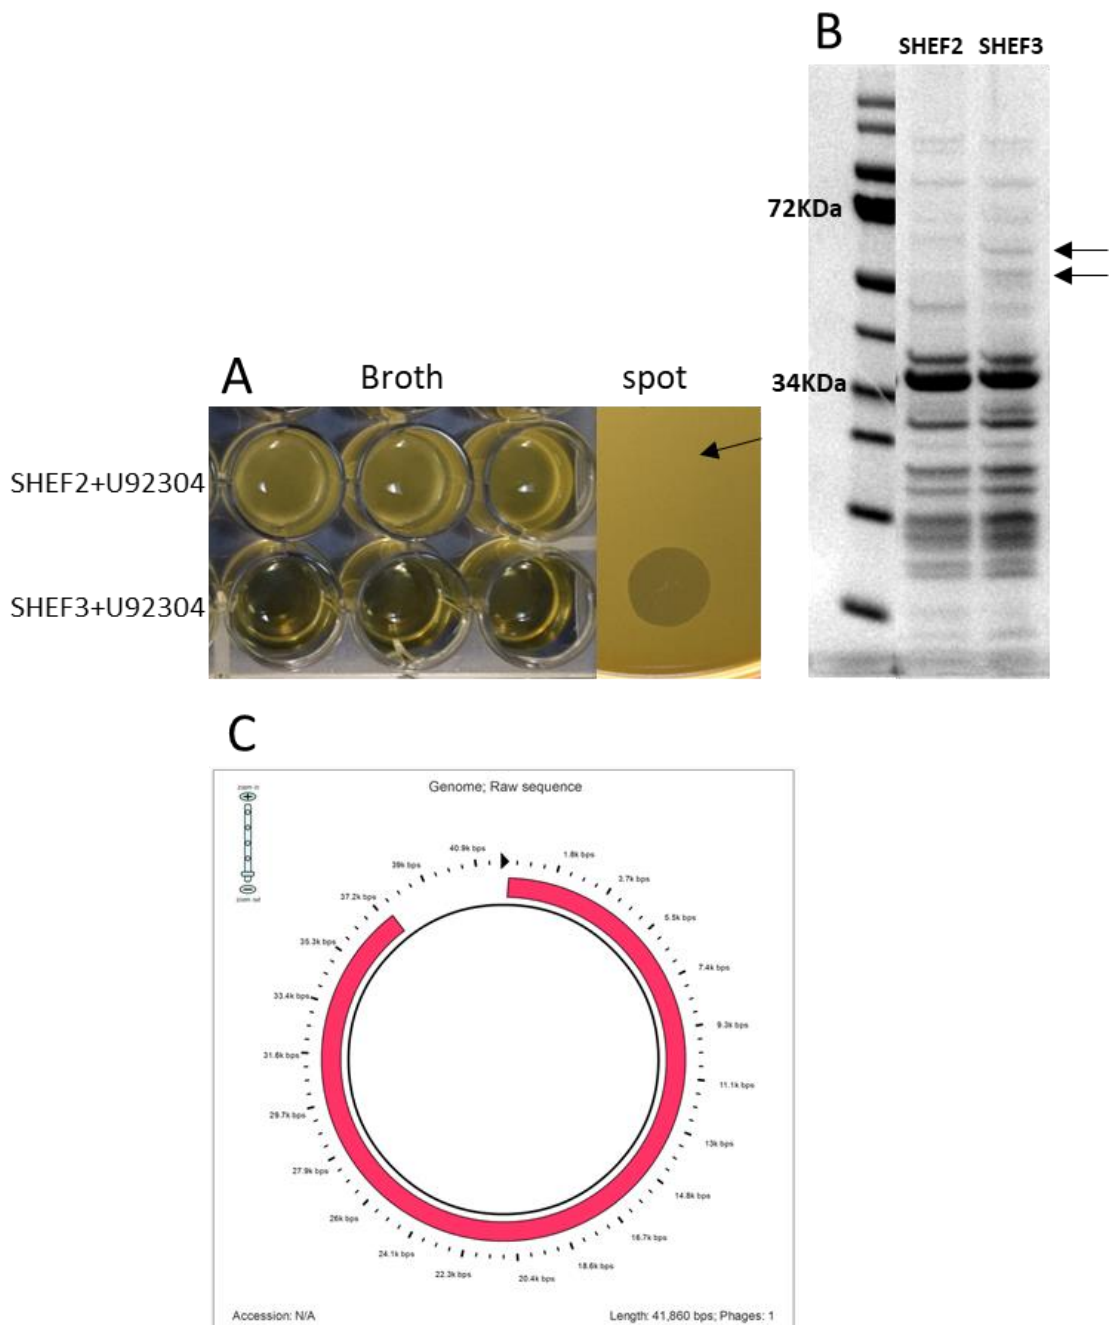 B
SHEF2 SHEF3
72KDa
34KDa
A
Broth spot
SHEF2+U92304
SHEF3+U92304
C
Genome; Raw sequence
zoom in
zoom out
40.9k bps
1.8k bps
3.7k bps
5.5k bps
7.4k bps
9.3k bps
11.1k bps
13k bps
14.8k bps
16.7k bps
18.6k bps
20.4k bps
22.3k bps
24.1k bps
26k bps
27.9k bps
29.7k bps
31.6k bps
33.4k bps
35.3k bps
37.2k bps
39k bps
Accession: N/A Length: 41,860 bps; Phages: 1